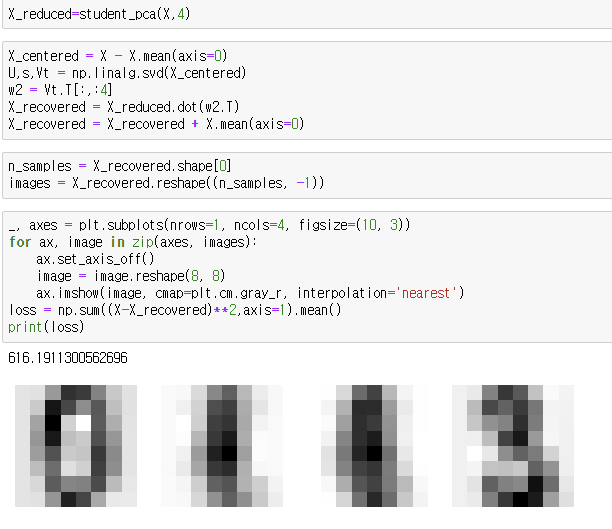 X_reduced=student_pca(X,4)
X_centered = X - X.mean(axis=0)
U,s,Vt = np.linalg.svd(X_centered)
w2 = Vt.T[:,:4]
X_recovered = X_reduced.dot(w2.T)
X_recovered = X_recovered + X.mean(axis=0)
n_samples = X_recovered.shape[0]
images = X_recovered.reshape((n_samples, -1))
_, axes = plt.subplots(nrows=1, ncols=4, figsize=(10, 3))
for ax, image in zip(axes, images):
    ax.set_axis_off()
    image = image.reshape(8, 8)
    ax.imshow(image, cmap=plt.cm.gray_r, interpolation='nearest')
loss = np.sum((X-X_recovered)**2,axis=1).mean()
print(loss)
616.1911300562696